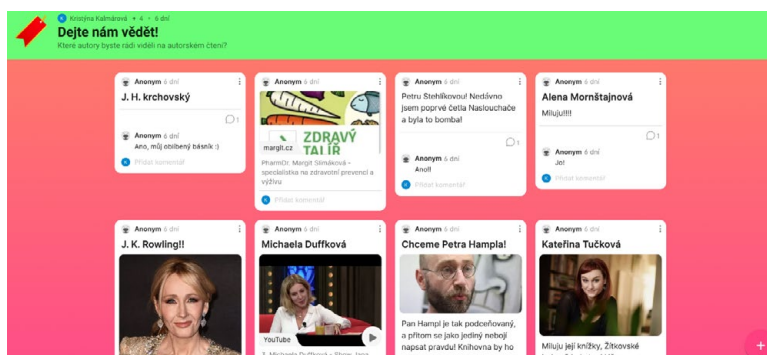 Kristýna Kalmárová + 4 • 6 dní
Dejte nám vědět!
Které autory byste rádi viděli na autorském čtení?
Anonym 6 dní
J. H. krchovský
1
Anonym 6 dní
Ano, můj oblíbený básník :)
K Přidat komentář
Anonym 6 dní
ZDRAVÝ
TALÍŘ
margit.cz
PharmDr. Margit Slimáková -
specialistka na zdravotní prevenci a
výživu
K Přidat komentář
Anonym 6 dní
Petru Stehlíkovou! Nedávno
jsem poprvé četla Naslouchače
a byla to bomba!
1
Anonym 6 dní
Ano!!
K Přidat komentář
Anonym 6 dní
Alena Mornštajnová
Miluju!!!!
1
Anonym 6 dní
Jo!
K Přidat komentář
Anonym 6 dní
J. K. Rowling!!
Anonym 6 dní
Michaela Duffková
YouTube
Anonym 6 dní
Chceme Petra Hampla!
Pan Hampl je tak podceňovaný,
a přitom se jako jediný nebojí
napsat pravdu! Knihovna by ho
Anonym 6 dní
Kateřina Tučková
Miluju její knížky, Žítkovské